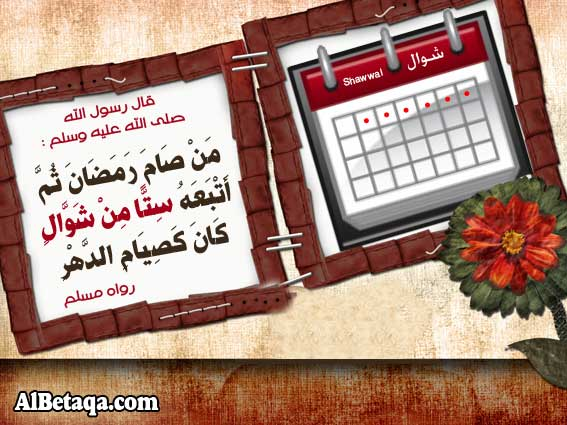 قال رسول الله
صلى الله عليه وسلم :
مَنْ صَامَ رَمَضَانَ ثُمَّ
أَتْبَعَهُ سِتًّا مِنْ شَوَّالٍ
كَانَ كَصِيَامِ الدَّهْرِ
رواه مسلم
شوال
Shawwal
AlBetaqa.com